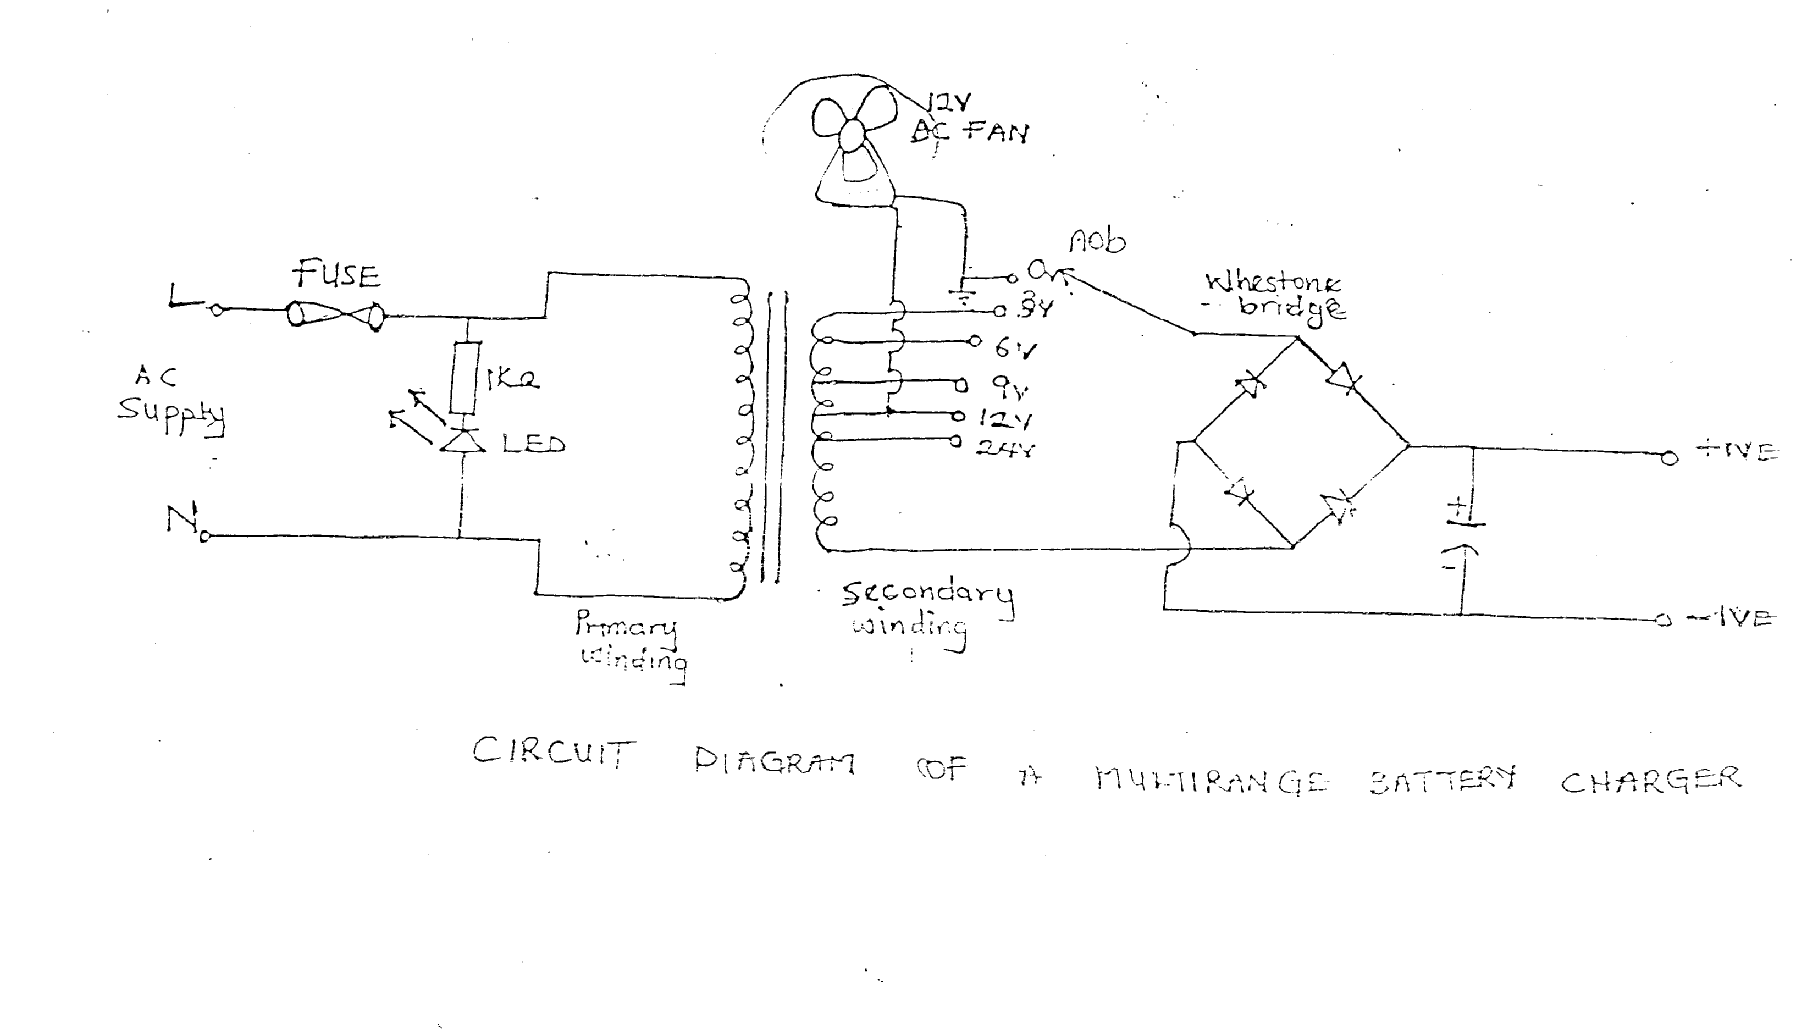 12V
AC FAN
nob
FUSE
Whestone
bridge
L
3V
6V
AC
Supply
1KΩ
9V
12V
LED
24V
+IVE
+
N
-
Secondary
winding
-IVE
Primary
winding
CIRCUIT DIAGRAM OF A MULTIRANGE BATTERY CHARGER